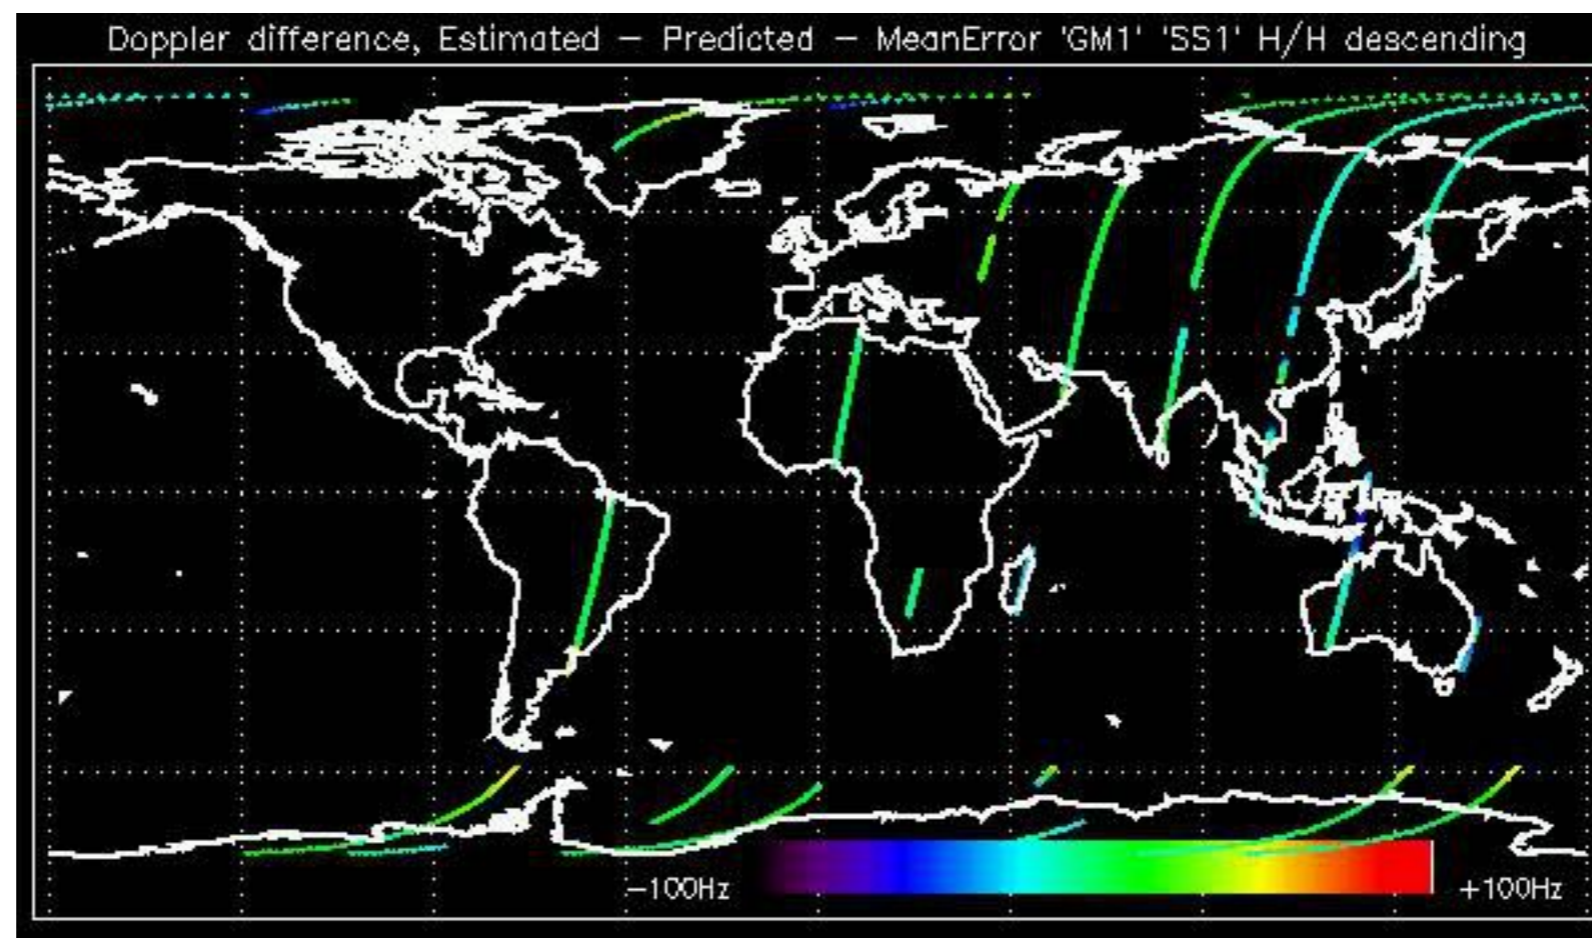 Doppler difference, Estimated – Predicted – MeanError 'GM1' 'SS1' H/H descending
–100Hz +100Hz